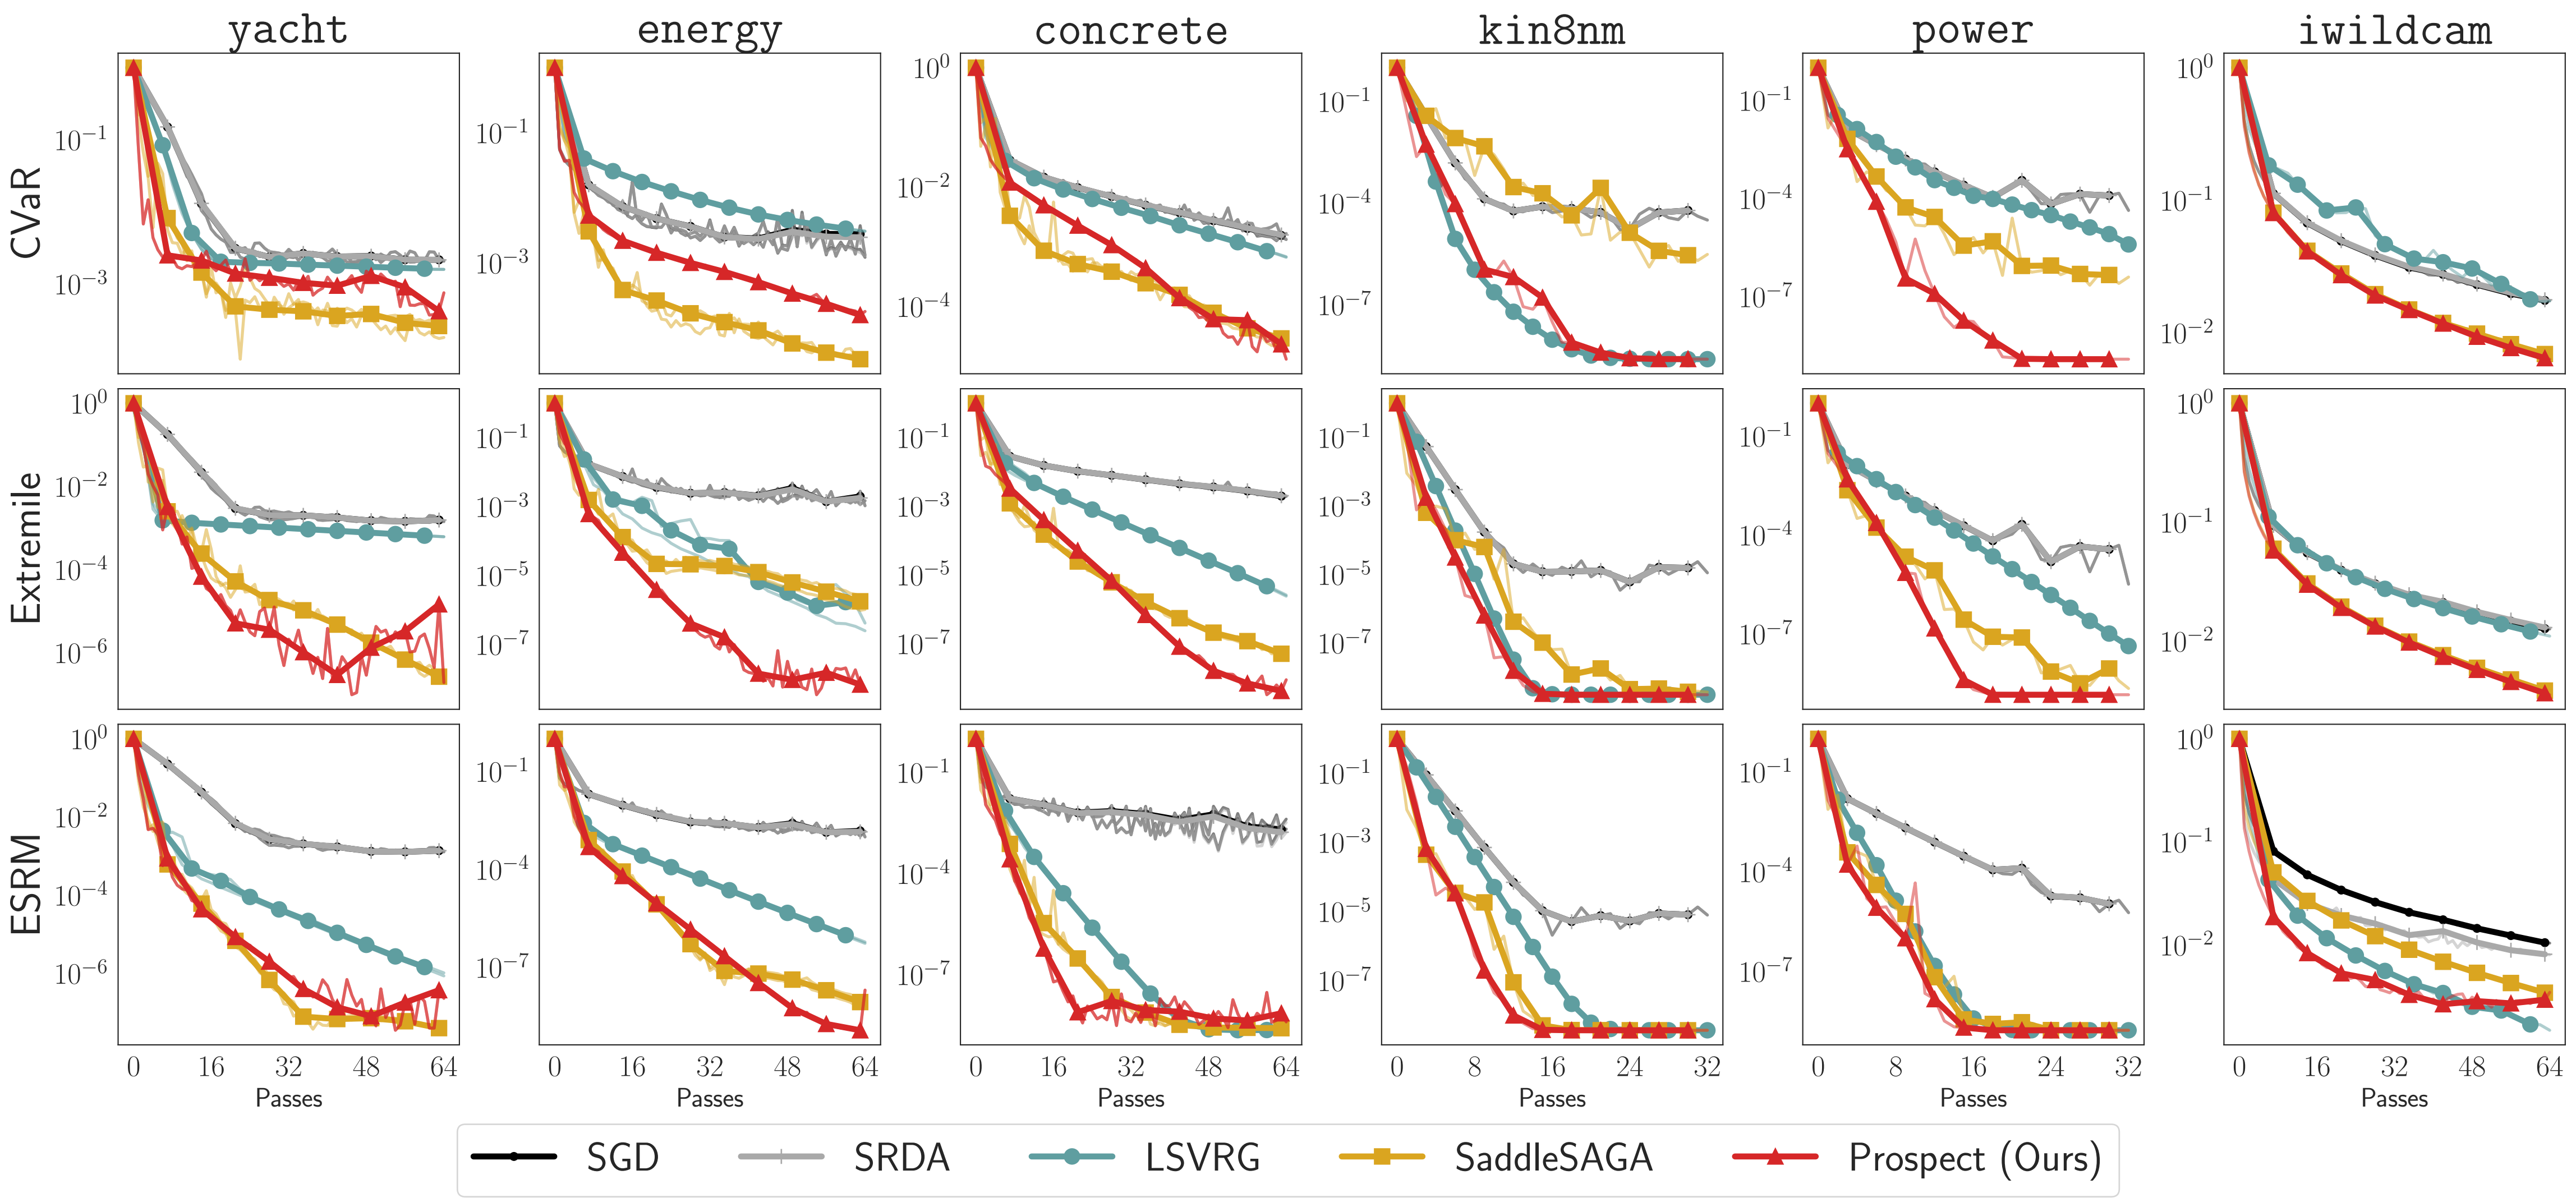 yacht energy concrete kin8nm power iwildcam
CVaR
10^{-1} 10^{-3}
10^{-1} 10^{-3}
10^{0} 10^{-2} 10^{-4}
10^{-1} 10^{-4} 10^{-7}
10^{-1} 10^{-4} 10^{-7}
10^{0} 10^{-1} 10^{-2}
Extremile
10^{0} 10^{-2} 10^{-4} 10^{-6}
10^{-1} 10^{-3} 10^{-5} 10^{-7}
10^{-1} 10^{-3} 10^{-5} 10^{-7}
10^{-1} 10^{-3} 10^{-5} 10^{-7}
10^{-1} 10^{-4} 10^{-7}
10^{0} 10^{-1} 10^{-2}
ESRM
10^{0} 10^{-2} 10^{-4} 10^{-6}
10^{-1} 10^{-4} 10^{-7}
10^{-1} 10^{-4} 10^{-7}
10^{-1} 10^{-3} 10^{-5} 10^{-7}
10^{-1} 10^{-4} 10^{-7}
10^{0} 10^{-1} 10^{-2}
0 16 32 48 64 0 16 32 48 64 0 16 32 48 64 0 8 16 24 32 0 8 16 24 32 0 16 32 48 64
Passes Passes Passes Passes Passes Passes
SGD SRDA LSVRG SaddleSAGA Prospect (Ours)